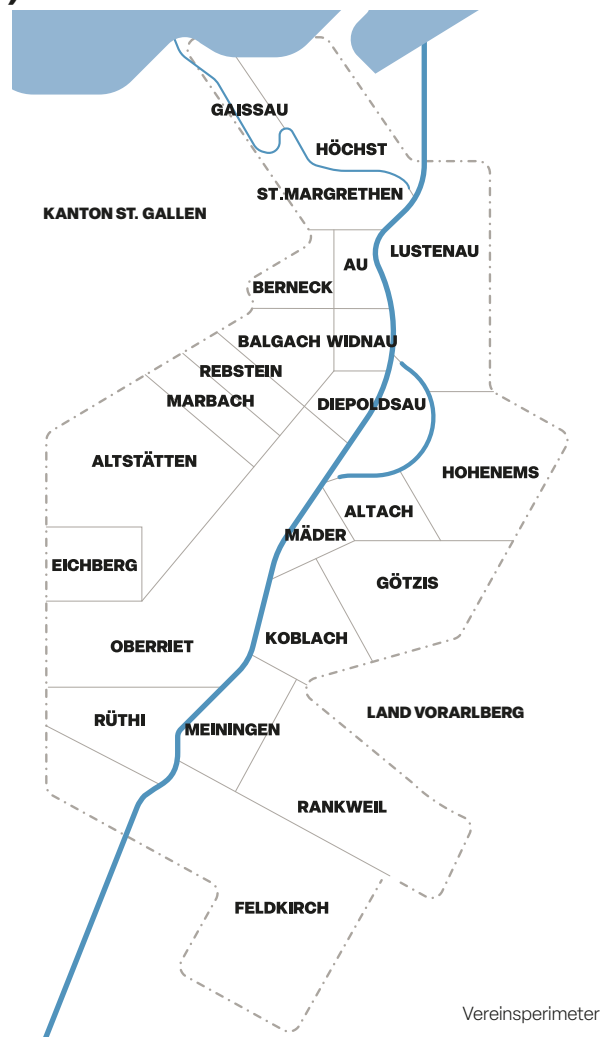 GAISSAU
HÖCHST
ST.MARGRETHEN
KANTON ST. GALLEN
LUSTENAU
AU
BERNECK
BALGACH WIDNAU
REBSTEIN
MARBACH
DIEPOLDSAU
ALTSTÄTTEN
HOHENEMS
ALTACH
MÄDER
EICHBERG
GÖTZIS
KOBLACH
OBERRIET
LAND VORARLBERG
RÜTHI
MEININGEN
RANKWEIL
FELDKIRCH
Vereinsperimeter